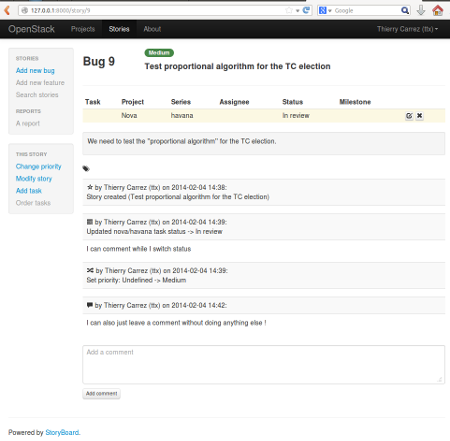 127.0.0.1:8000/story/9
Google
OpenStack Projects Stories About Thierry Carrez (ttx)
STORIES
Add new bug
Add new feature
Search stories
REPORTS
A report
THIS STORY
Change priority
Modify story
Add task
Order tasks
Bug 9
Medium
Test proportional algorithm for the TC election
Task Project Series Assignee Status Milestone
Nova havana In review
We need to test the "proportional algorithm" for the TC election.
by Thierry Carrez (ttx) on 2014-02-04 14:38:
Story created (Test proportional algorithm for the TC election)
by Thierry Carrez (ttx) on 2014-02-04 14:39:
Updated nova/havana task status -> In review
I can comment while I switch status
by Thierry Carrez (ttx) on 2014-02-04 14:39:
Set priority: Undefined -> Medium
by Thierry Carrez (ttx) on 2014-02-04 14:42:
I can also just leave a comment without doing anything else !
Add a comment
Add comment
Powered by StoryBoard.